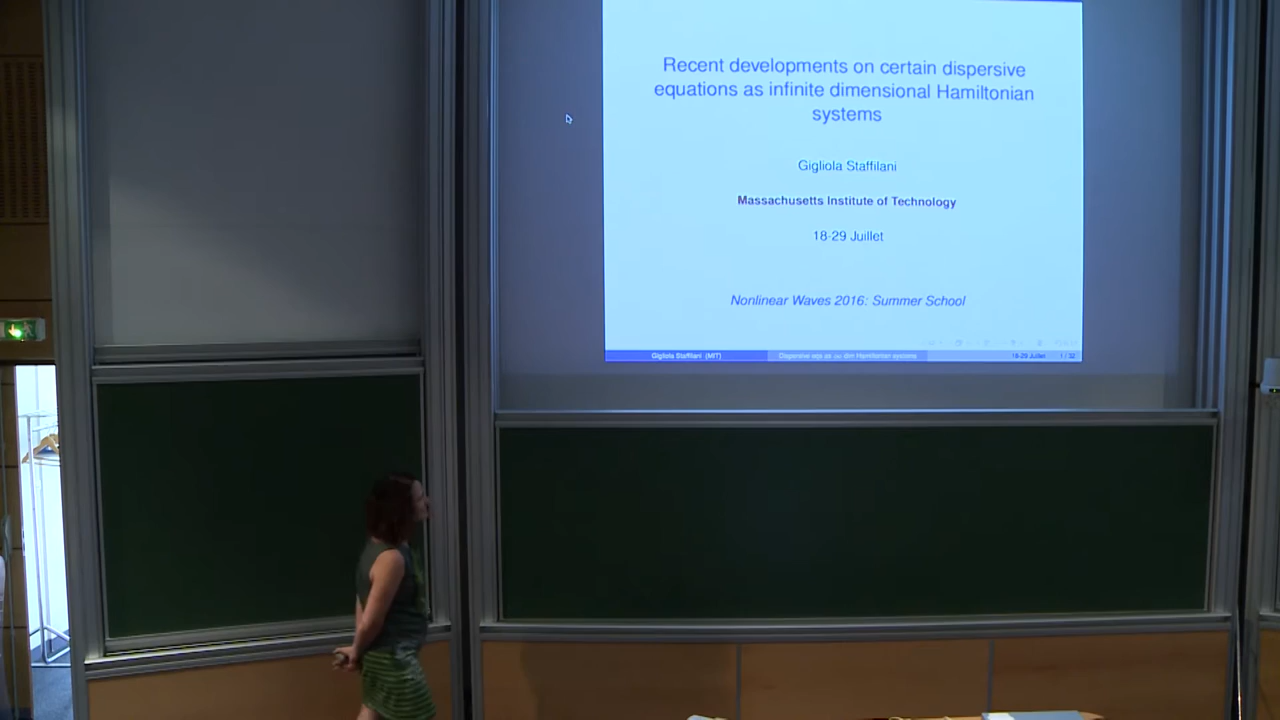 Recent developments on certain dispersive
equations as infinite dimensional Hamiltonian
systems
Gigliola Staffilani
Massachusetts Institute of Technology
18-29 Juillet
Nonlinear Waves 2016: Summer School
Gigliola Staffilani (MIT) Dispersive eqs as ∞ dim Hamiltonian systems 18-29 Juillet 1 / 32